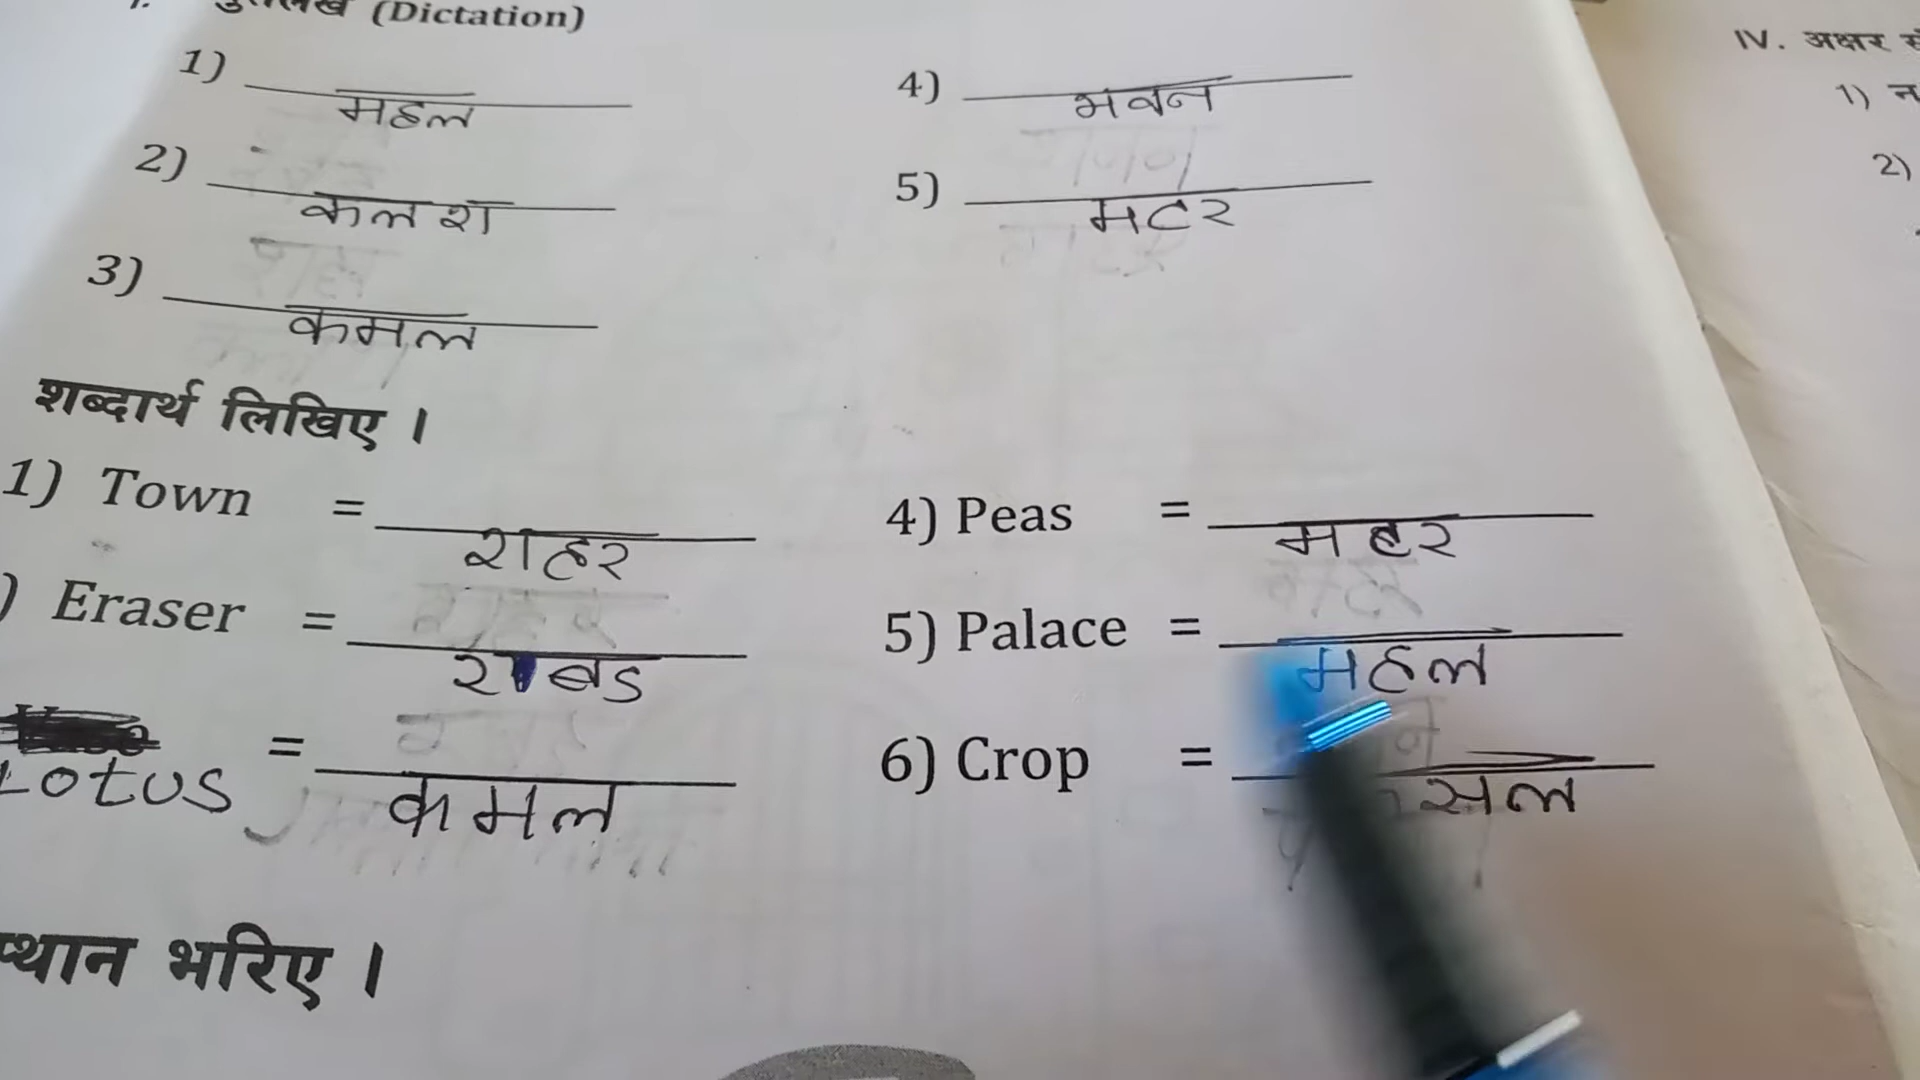 (Dictation)
1) महल
2) कलश
3) कमल
4) भवन
5) मटर
शब्दार्थ लिखिए ।
1) Town = शहर
) Eraser = रबड
Lotus = कमल
4) Peas = मटर
5) Palace = महल
6) Crop = सल
स्थान भरिए ।
IV. अक्षर
1) न
2)